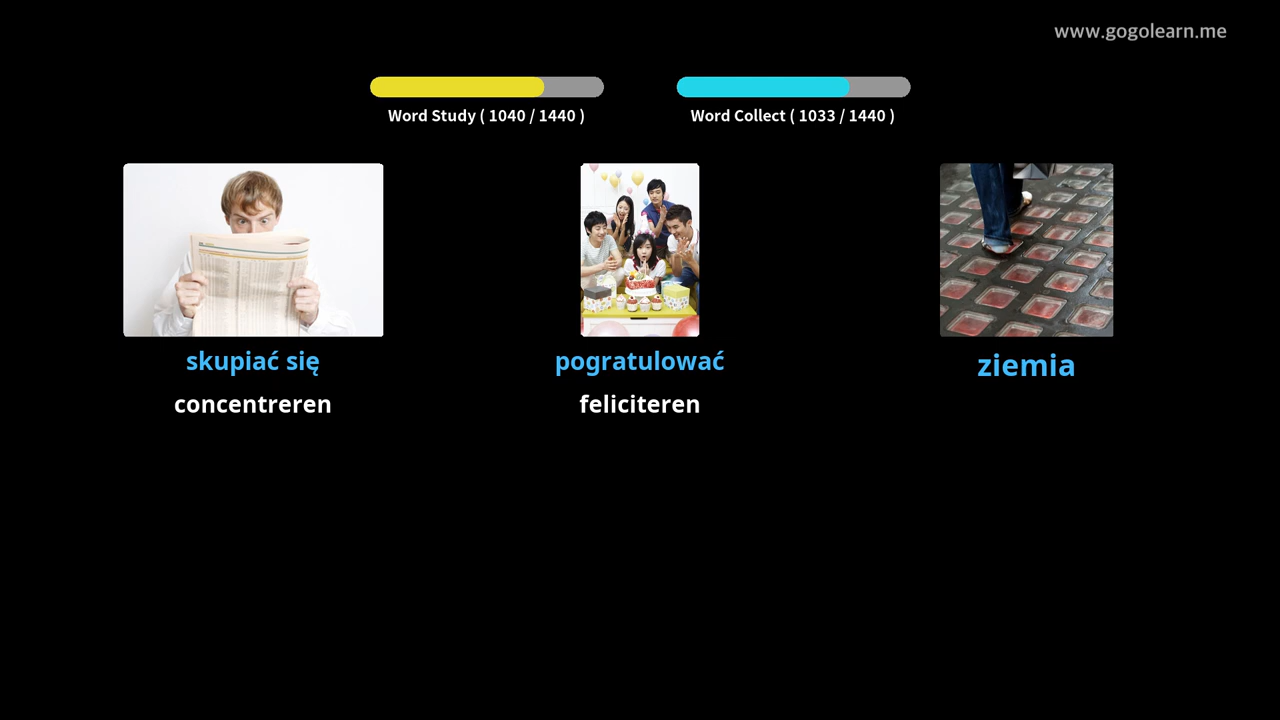 www.gogolearn.me
Word Study ( 1040 / 1440 )
Word Collect ( 1033 / 1440 )
skupiać się
concentreren
pogratulować
feliciteren
ziemia